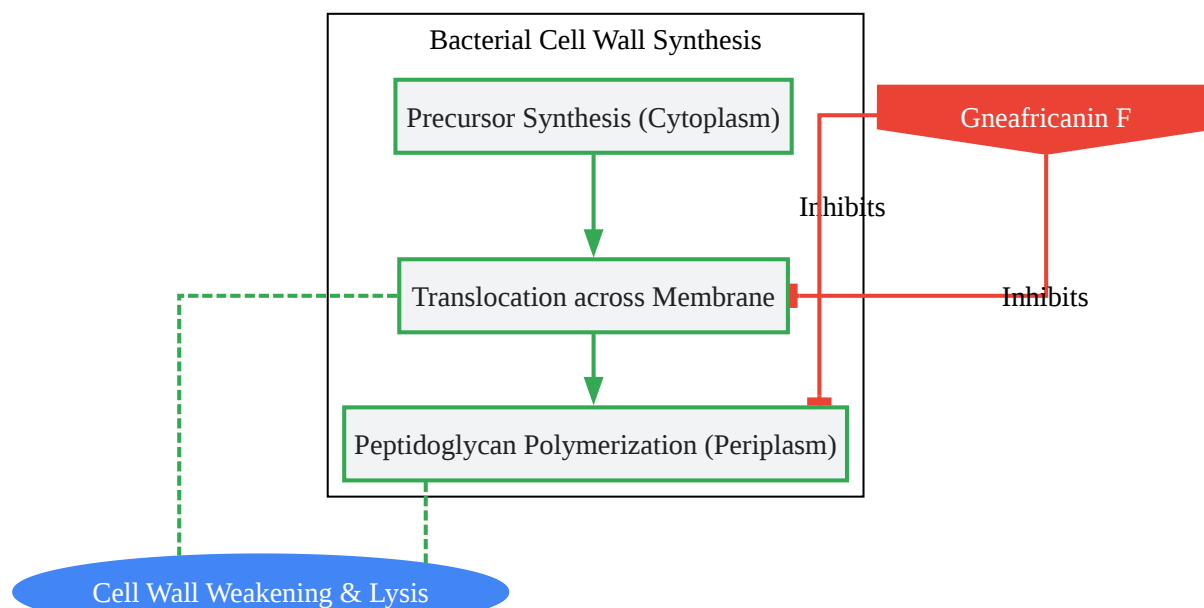 Bacterial Cell Wall Synthesis
Precursor Synthesis (Cytoplasm)
Gneafricanin F
Inhibits
Translocation across Membrane
Inhibits
Peptidoglycan Polymerization (Periplasm)
Cell Wall Weakening & Lysis